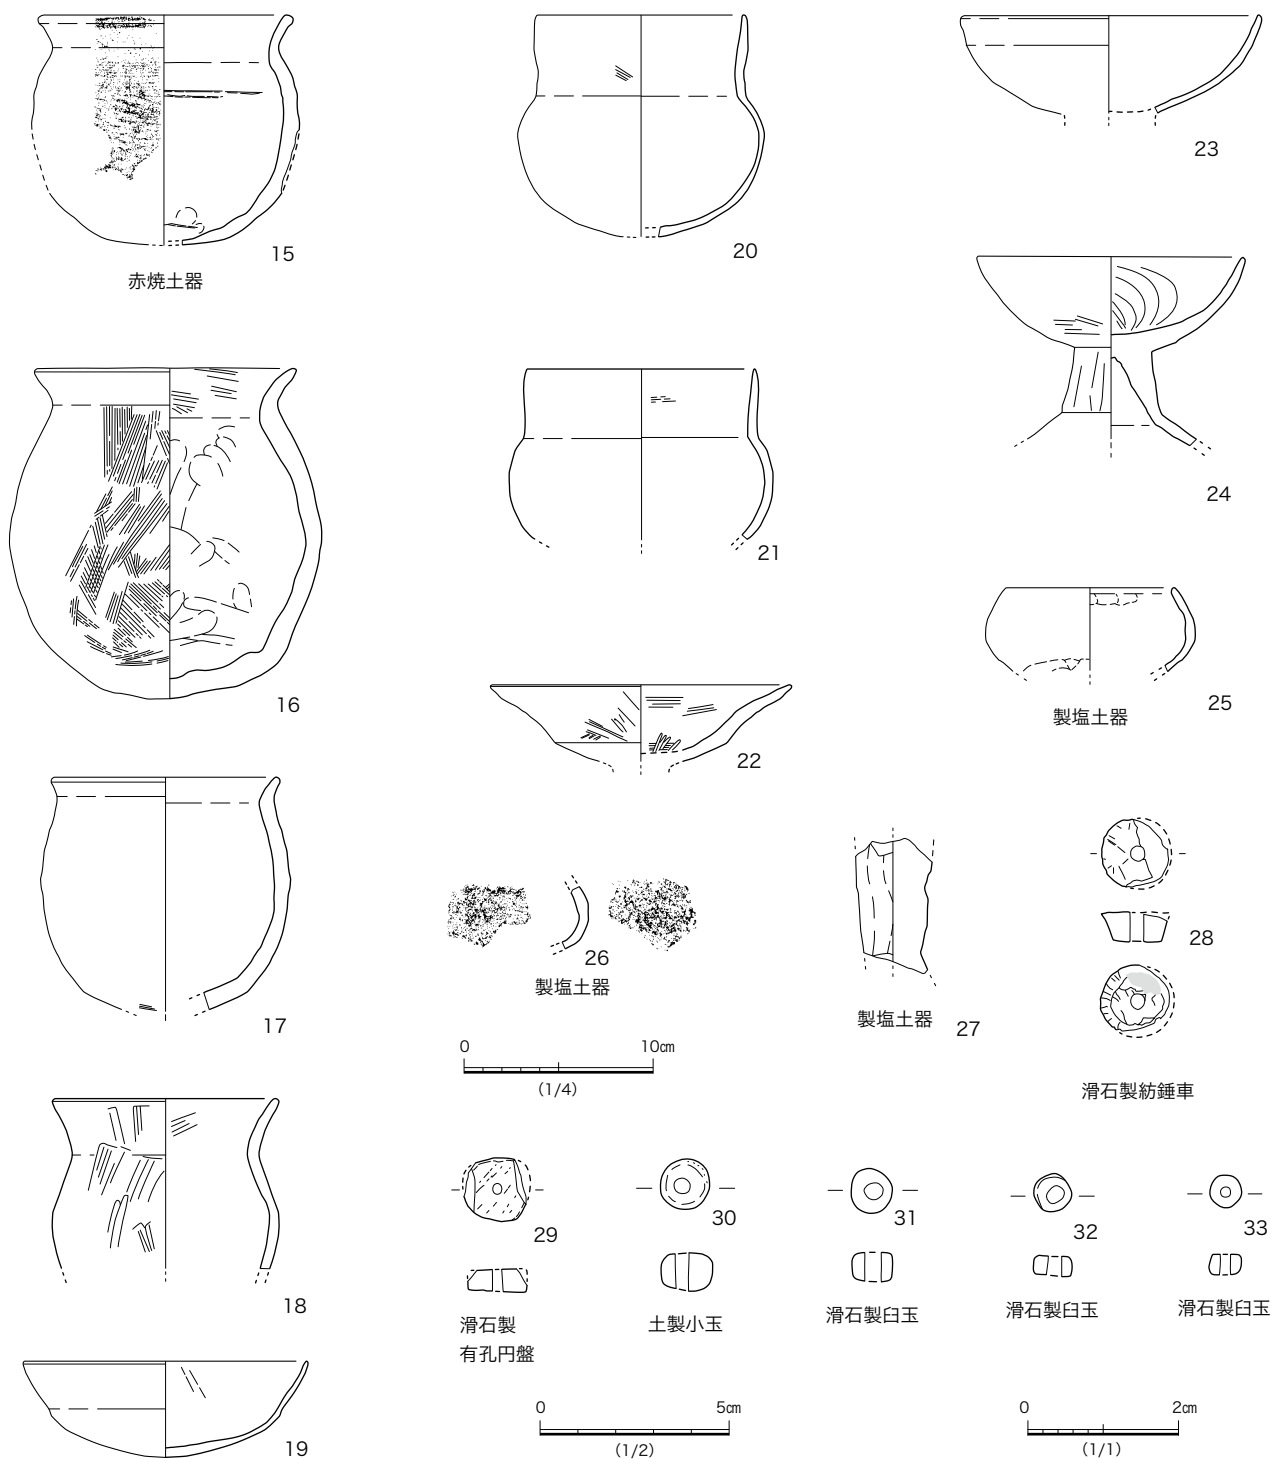 15
赤焼土器
16
17
18
19
20
21
22
23
24
25
製塩土器
26
製塩土器
27
製塩土器
28
滑石製紡錘車
0 10㎝
（1/4）
29
滑石製
有孔円盤
30
土製小玉
31
滑石製臼玉
32
滑石製臼玉
33
滑石製臼玉
0 5㎝
（1/2）
0 2㎝
（1/1）